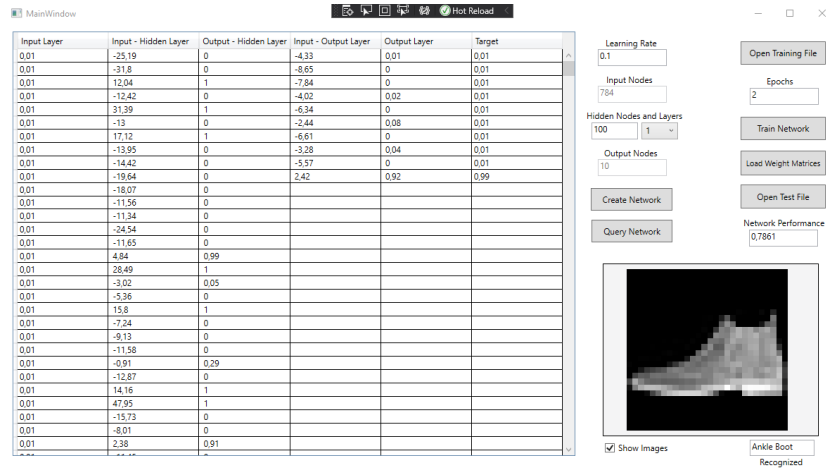 MainWindow
Hot Reload
Input Layer Input - Hidden Layer Output - Hidden Layer Input - Output Layer Output Layer Target
0,01 -25,19 0 -4,33 0,01 0,01
0,01 -31,8 0 -8,65 0 0,01
0,01 12,04 1 -7,84 0 0,01
0,01 -12,42 0 -4,02 0,02 0,01
0,01 31,39 1 -6,34 0 0,01
0,01 -13 0 -2,44 0,08 0,01
0,01 17,12 1 -6,61 0 0,01
0,01 -13,95 0 -3,28 0,04 0,01
0,01 -14,42 0 -5,57 0 0,01
0,01 -19,64 0 2,42 0,92 0,99
0,01 -18,07 0
0,01 -11,56 0
0,01 -11,34 0
0,01 -24,54 0
0,01 -11,65 0
0,01 4,84 0,99
0,01 28,49 1
0,01 -3,02 0,05
0,01 -5,36 0
0,01 15,8 1
0,01 -7,24 0
0,01 -9,13 0
0,01 -11,58 0
0,01 -0,91 0,29
0,01 -12,87 0
0,01 14,16 1
0,01 47,95 1
0,01 -15,73 0
0,01 -8,01 0
0,01 2,38 0,91
Learning Rate
0.1
Input Nodes
784
Hidden Nodes and Layers
100 1
Output Nodes
10
Create Network
Query Network
Open Training File
Epochs
2
Train Network
Load Weight Matrices
Open Test File
Network Performance
0,7861
Show Images
Ankle Boot
Recognized